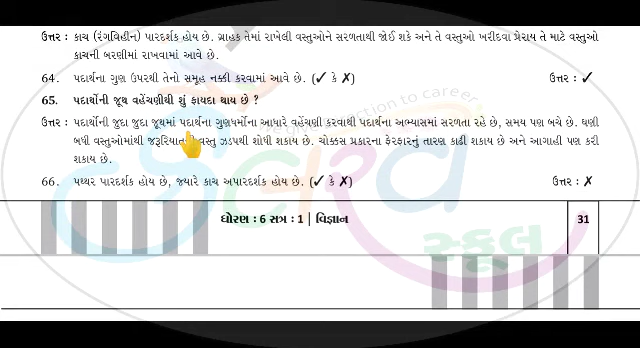 ઉત્તર : કાચ (રંગવિહીન) પારદર્શક હોય છે. ગ્રાહક તેમાં રાખેલી વસ્તુઓને સરળતાથી જોઈ શકે અને તે વસ્તુઓ ખરીદવા પ્રેરાય તે માટે વસ્તુઓ
કાચની બરણીમાં રાખવામાં આવે છે.
64. પદાર્થના ગુણ ઉપરથી તેનો સમૂહ નક્કી કરવામાં આવે છે. (✓ કે ✗) ઉત્તર : ✓
65. પદાર્થોની જૂથ વહેંચણીથી શું ફાયદા થાય છે ?
ઉત્તર : પદાર્થોની જુદા જુદા જૂથમાં પદાર્થના ગુણધર્મોના આધારે વહેંચણી કરવાથી પદાર્થના અભ્યાસમાં સરળતા રહે છે, સમય પણ બચે છે. ઘણી
બધી વસ્તુઓમાંથી વસ્તુ ઝડપથી શોધી શકાય છે. ચોક્કસ પ્રકારના ફેરફારનું તારણ કાઢી શકાય છે અને આગાહી પણ કરી
શકાય છે.
66. પથ્થર પારદર્શક હોય છે, જ્યારે કાચ અપારદર્શક હોય છે. (✓ કે ✗) ઉત્તર : ✗
ધોરણ : 6 સત્ર : 1 | વિજ્ઞાન 31
સ્કૂલ